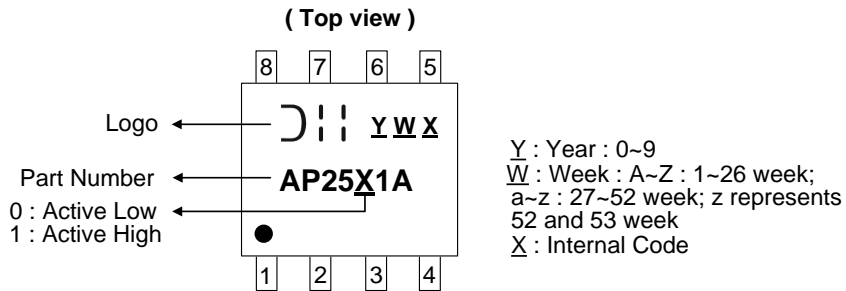 ( Top view )
8 7 6 5
Logo
Y W X
Part Number
AP25X1A
0 : Active Low
1 : Active High
1 2 3 4
Y : Year : 0~9
W : Week : A~Z : 1~26 week;
a~z : 27~52 week; z represents
52 and 53 week
X : Internal Code